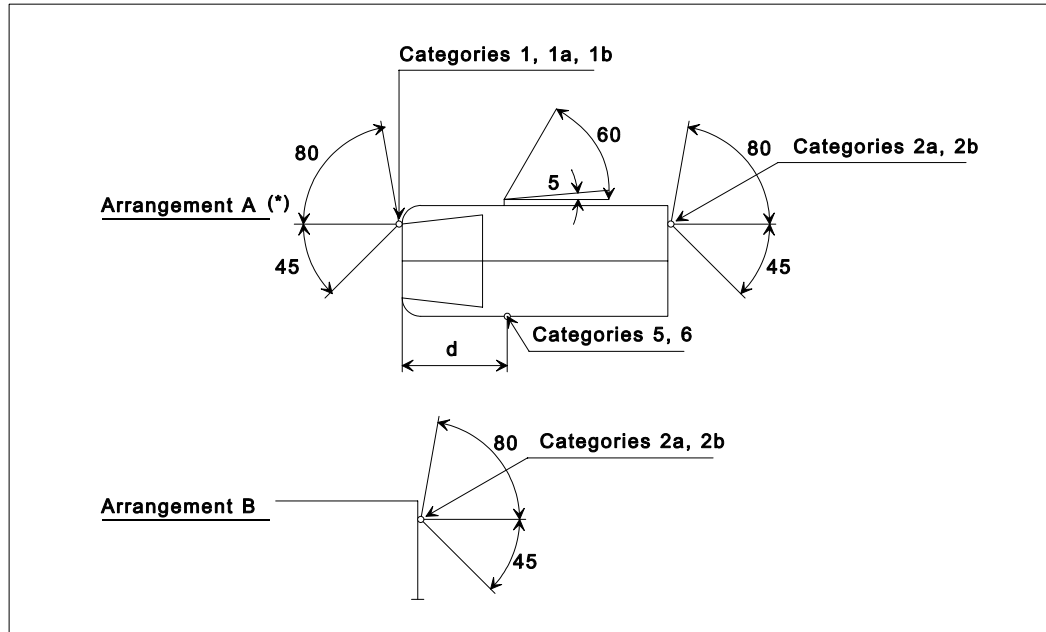 Categories 1, 1a, 1b
80
60
80
Categories 2a, 2b
5
Arrangement A (*)
45
45
Categories 5, 6
d
80
Categories 2a, 2b
Arrangement B
45